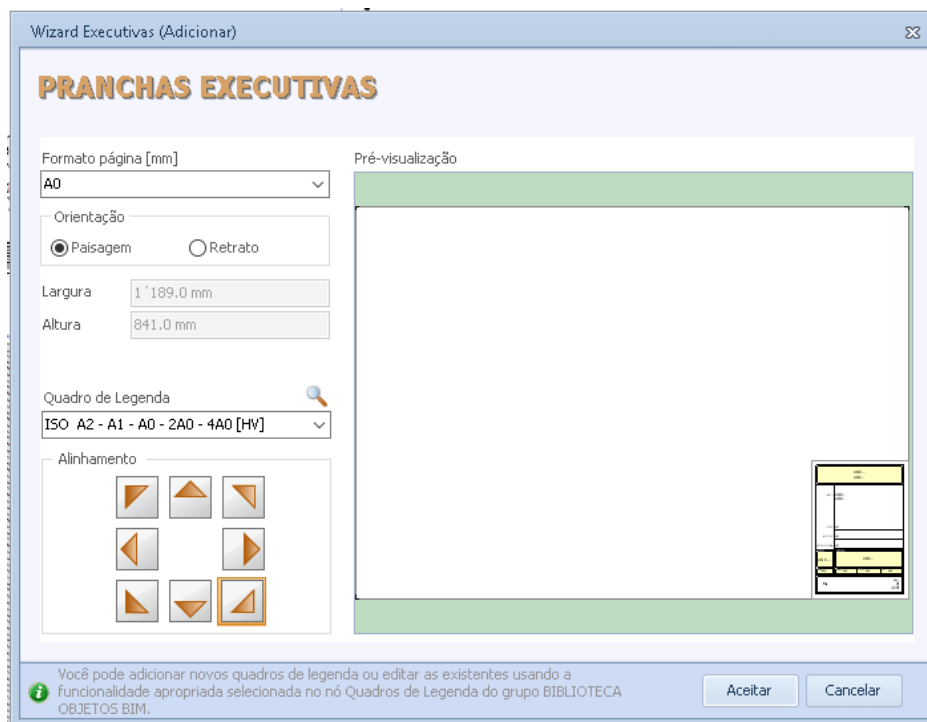 Wizard Executivas (Adicionar)
PRANCHAS EXECUTIVAS
Formato página [mm]
A0
Orientação
Paisagem
Retrato
Largura
1´189.0 mm
Altura
841.0 mm
Quadro de Legenda
ISO A2 - A1 - A0 - 2A0 - 4A0 [HV]
Alinhamento
Pré-visualização
Você pode adicionar novos quadros de legenda ou editar as existentes usando a
funcionalidade apropriada selecionada no nó Quadros de Legenda do grupo BIBLIOTECA
OBJETOS BIM.
Aceitar
Cancelar